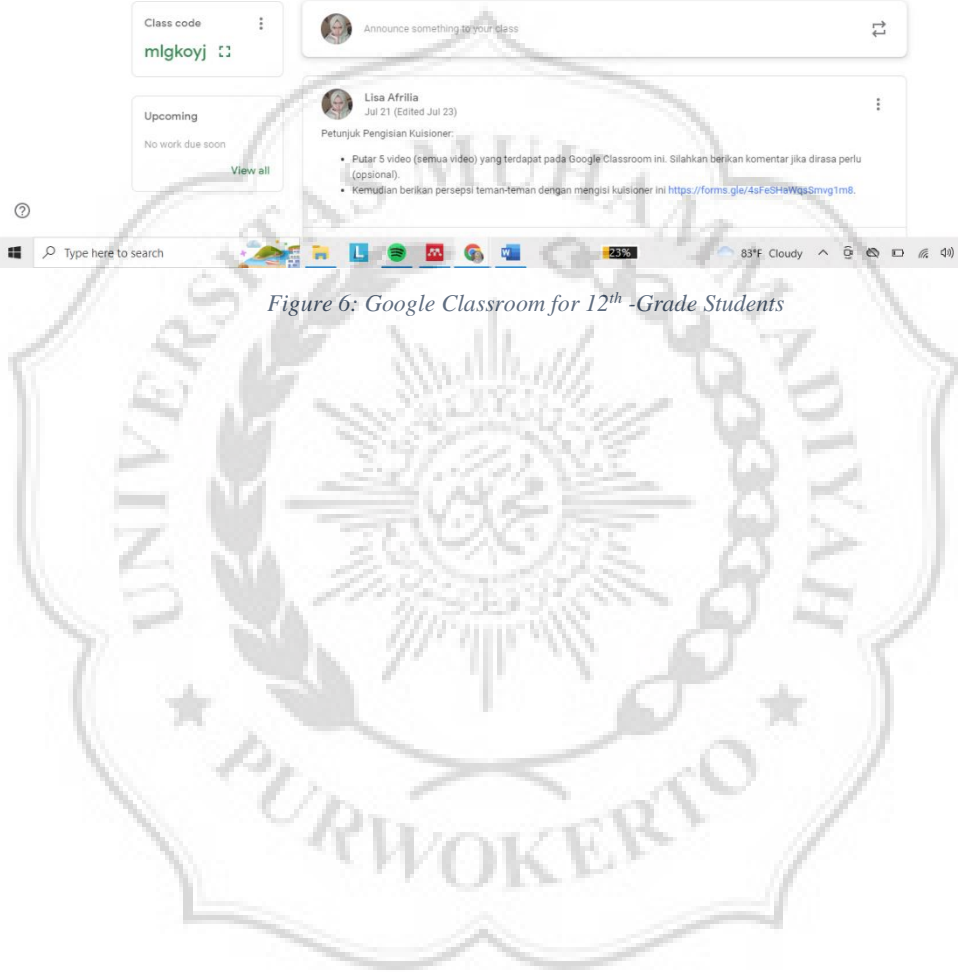 Class code
mlgkoyj
Announce something to your class
Upcoming
No work due soon
View all
Lisa Afrilia
Jul 21 (Edited Jul 23)
Petunjuk Pengisian Kuisioner:
• Putar 5 video (semua video) yang terdapat pada Google Classroom ini. Silahkan berikan komentar jika dirasa perlu
(opsional).
• Kemudian berikan persepsi teman-teman dengan mengisi kuisioner ini https://forms.gle/4sFeSHaWqsSmvg1m8.
Type here to search
23%
83°F Cloudy
Figure 6: Google Classroom for 12th -Grade Students
UNIVERSITAS MUHAMMADIYAH
PURWOKERTO